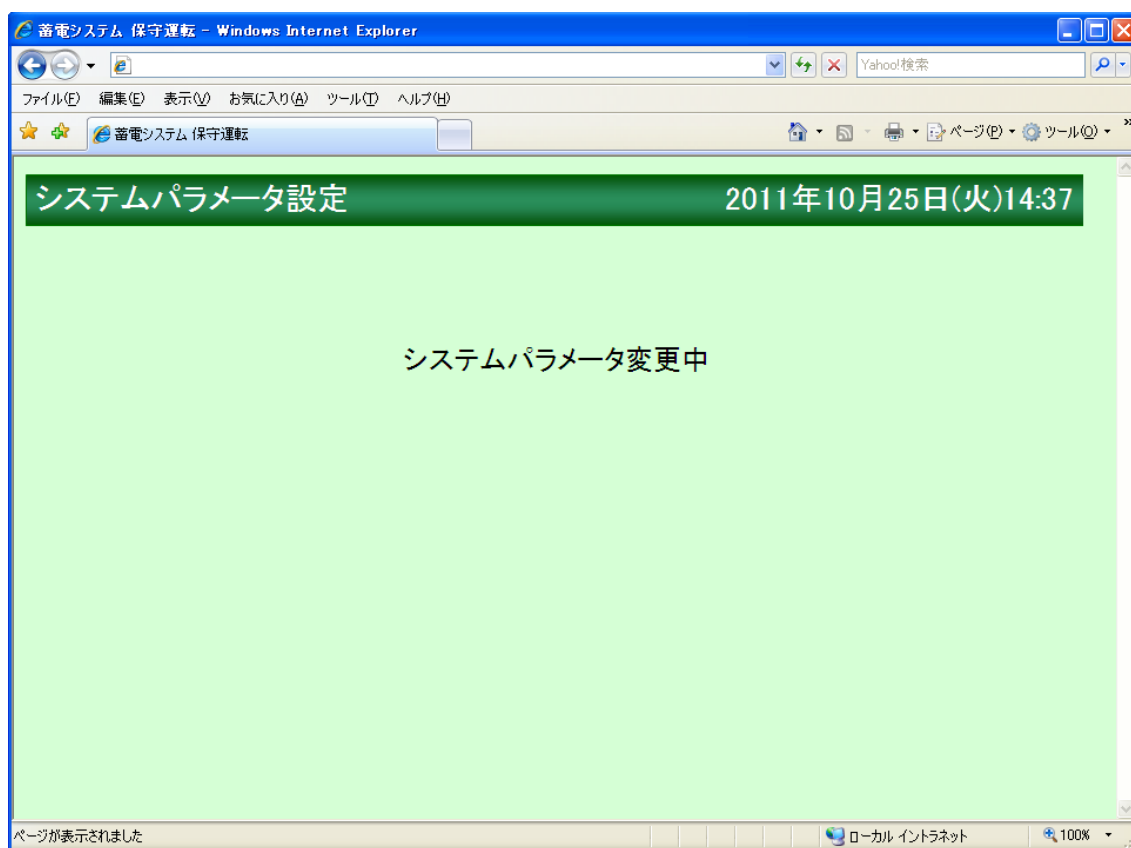 蓄電システム 保守運転 - Windows Internet Explorer
Yahoo!検索
ファイル(F) 編集(E) 表示(V) お気に入り(A) ツール(T) ヘルプ(H)
蓄電システム 保守運転 ページ(P) ツール(O) »
システムパラメータ設定 2011年10月25日(火)14:37
システムパラメータ変更中
ページが表示されました ローカル イントラネット 100%